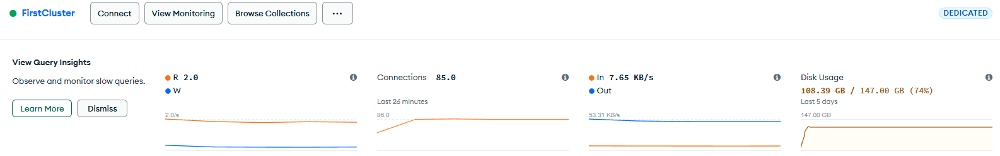 FirstCluster Connect View Monitoring Browse Collections ... DEDICATED
View Query Insights
Observe and monitor slow queries.
Learn More Dismiss
R 2.0
W
2.0/s
Connections 85.0
Last 26 minutes
86.0
In 7.65 KB/s
Out
53.31 KB/s
Disk Usage
108.39 GB / 147.00 GB (74%)
Last 5 days
147.00 GB